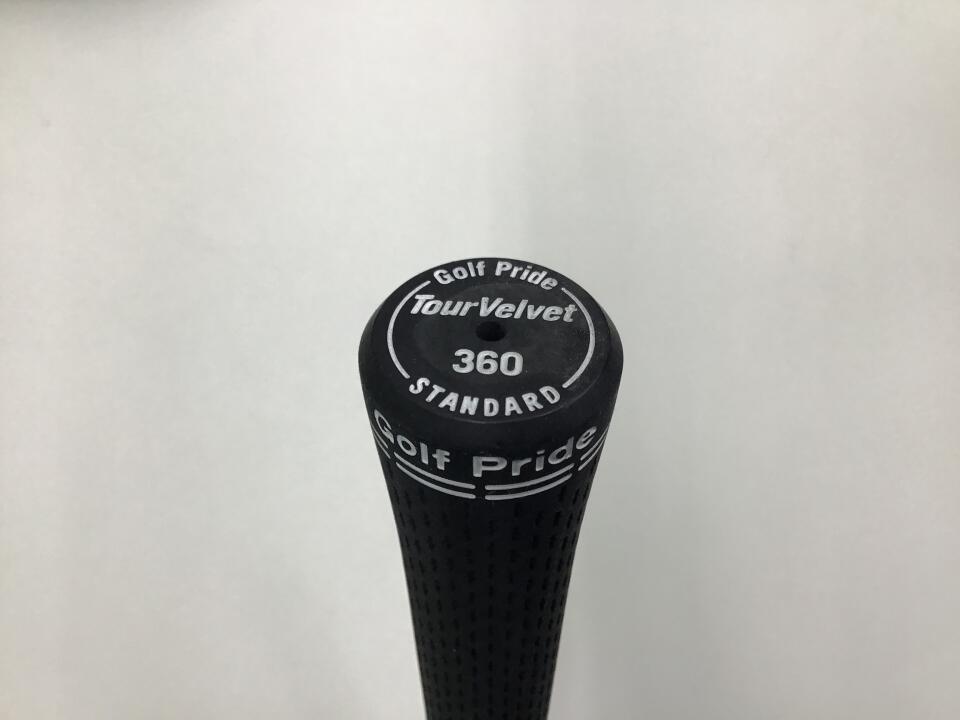 Golf Pride
TourVelvet
360
STANDARD
Golf Pride